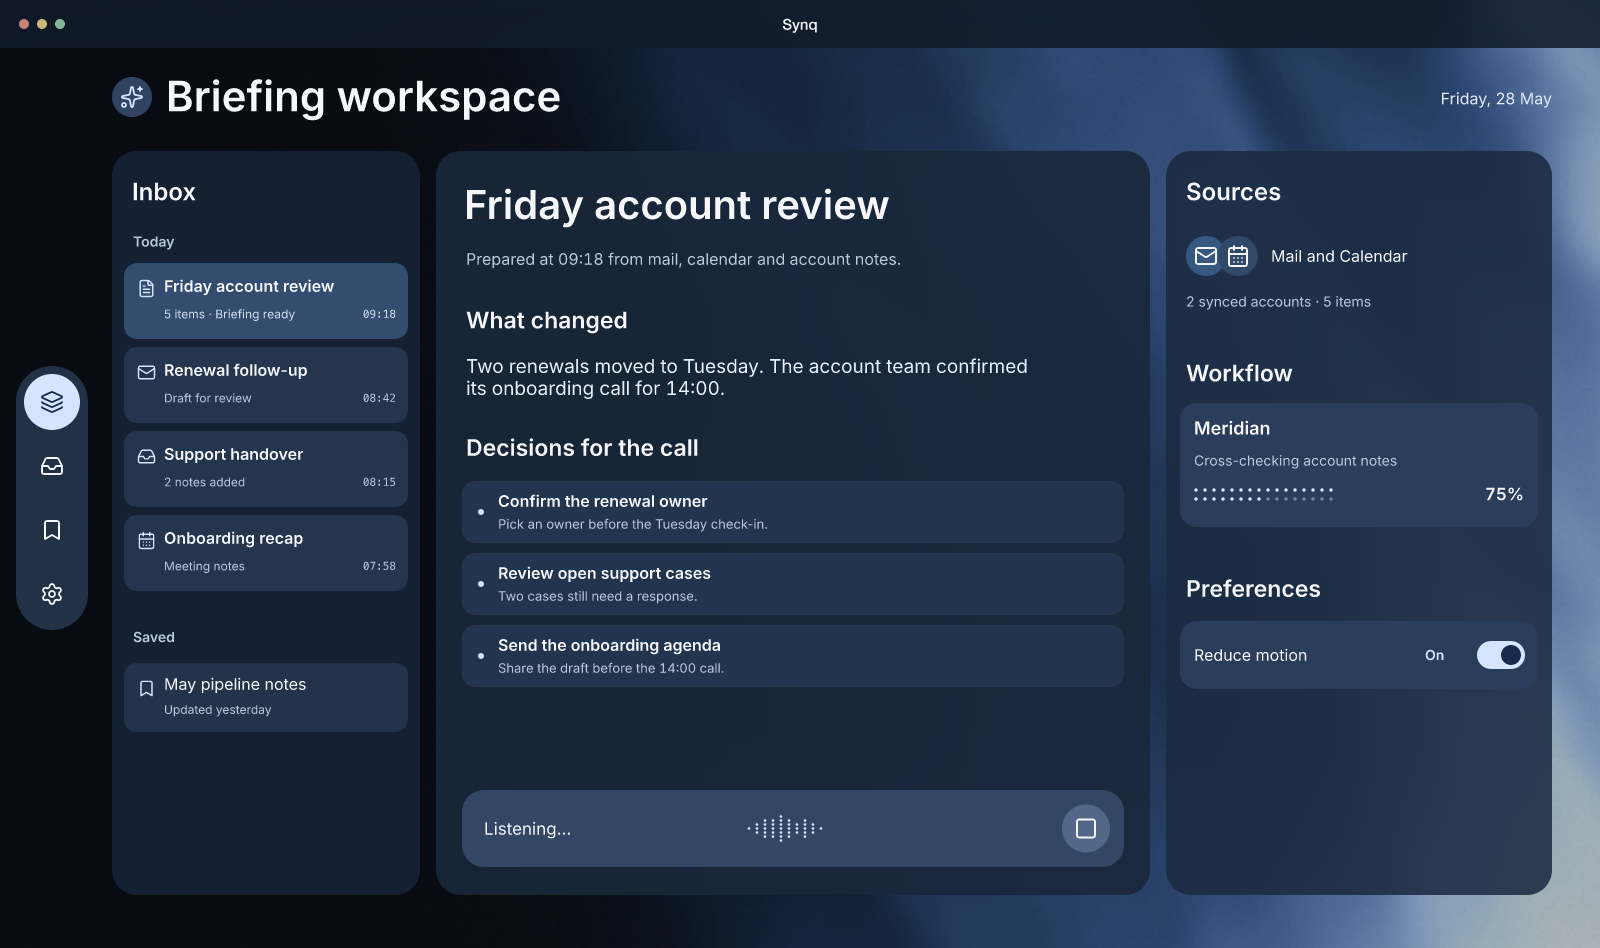 Synq
Briefing workspace
Friday, 28 May
Inbox
Today
Friday account review
5 items · Briefing ready 09:18
Renewal follow-up
Draft for review 08:42
Support handover
2 notes added 08:15
Onboarding recap
Meeting notes 07:58
Saved
May pipeline notes
Updated yesterday
Friday account review
Prepared at 09:18 from mail, calendar and account notes.
What changed
Two renewals moved to Tuesday. The account team confirmed
its onboarding call for 14:00.
Decisions for the call
Confirm the renewal owner
Pick an owner before the Tuesday check-in.
Review open support cases
Two cases still need a response.
Send the onboarding agenda
Share the draft before the 14:00 call.
Listening...
Sources
Mail and Calendar
2 synced accounts · 5 items
Workflow
Meridian
Cross-checking account notes
75%
Preferences
Reduce motion On